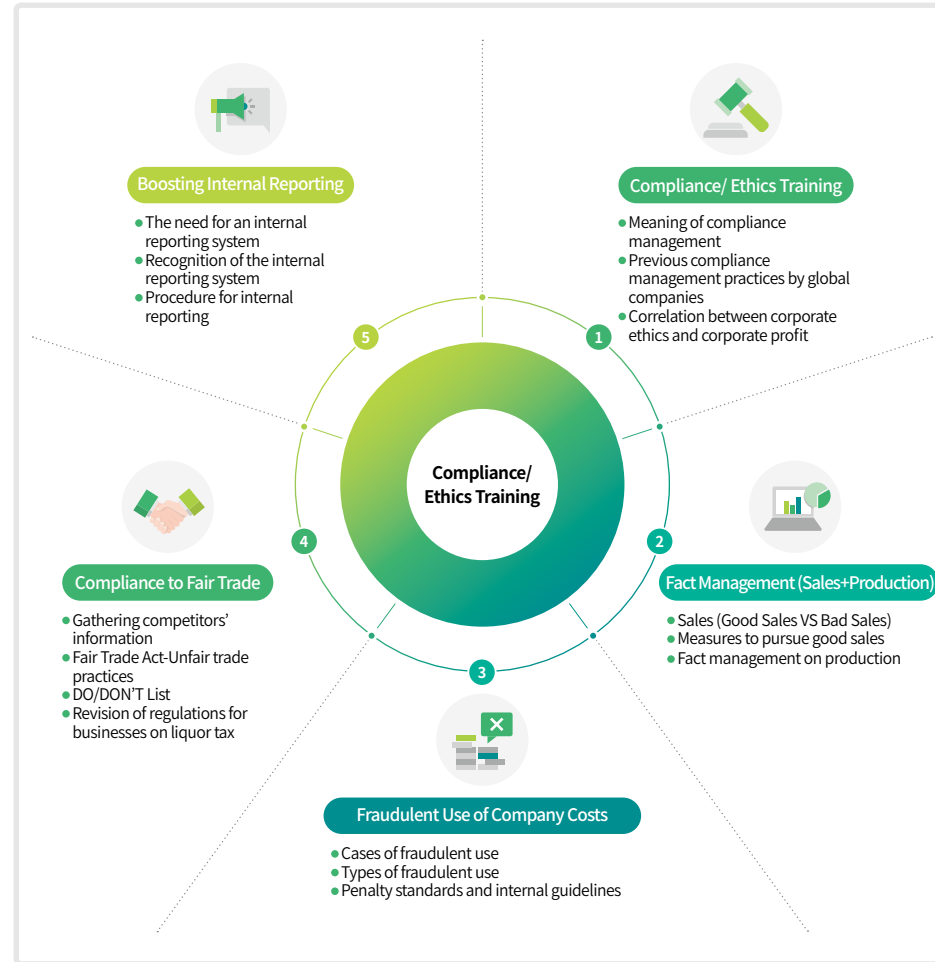 Compliance/
Ethics Training
1
Compliance/ Ethics Training
• Meaning of compliance
management
• Previous compliance
management practices by global
companies
• Correlation between corporate
ethics and corporate profit
2
Fact Management (Sales+Production)
• Sales (Good Sales VS Bad Sales)
• Measures to pursue good sales
• Fact management on production
3
Fraudulent Use of Company Costs
• Cases of fraudulent use
• Types of fraudulent use
• Penalty standards and internal guidelines
4
Compliance to Fair Trade
• Gathering competitors’
information
• Fair Trade Act-Unfair trade
practices
• DO/DON’T List
• Revision of regulations for
businesses on liquor tax
5
Boosting Internal Reporting
• The need for an internal
reporting system
• Recognition of the internal
reporting system
• Procedure for internal
reporting